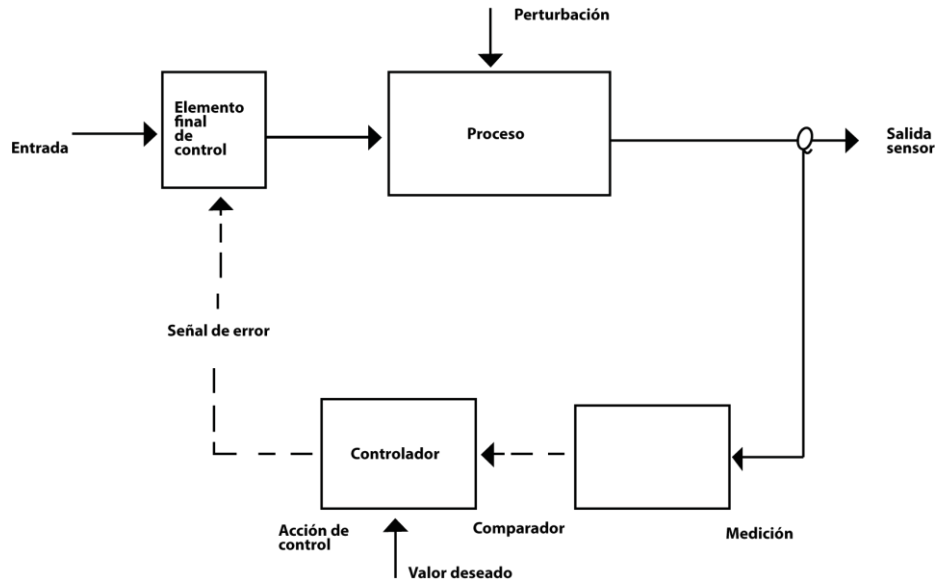 Perturbación
Elemento
final
de
control
Entrada
Proceso
Salida
sensor
Señal de error
Controlador
Acción de
control
Comparador
Medición
Valor deseado